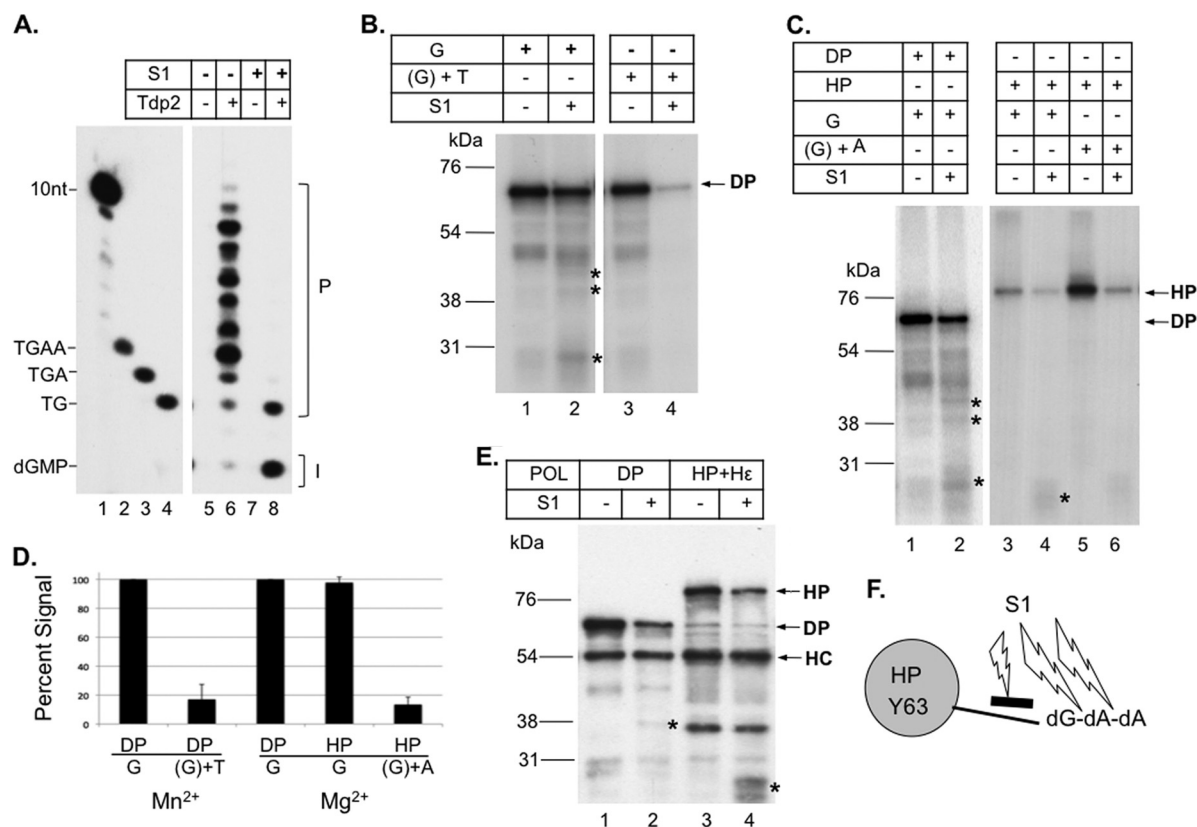 A.
S1 - - + +
Tdp2 - + - +
10nt
TGAA
TGA
TG
dGMP
P
I
1 2 3 4 5 6 7 8
B.
G + + - -
(G) + T - - + +
S1 - + - +
kDa
76
54
38
31
DP
*
*
*
1 2 3 4
C.
DP + + - - - -
HP - - + + + +
G + + + + - -
(G) + A - - - - + +
S1 - + - + - +
kDa
76
54
38
31
HP
DP
*
*
*
*
1 2 3 4 5 6
D.
Percent Signal
100
80
60
40
20
0
DP DP DP HP HP
G (G)+T G G (G)+A
Mn2+ Mg2+
E.
POL DP HP+Hε
S1 - + - +
kDa
76
54
38
31
HP
DP
HC
*
*
1 2 3 4
F.
S1
HP
Y63
dG-dA-dA